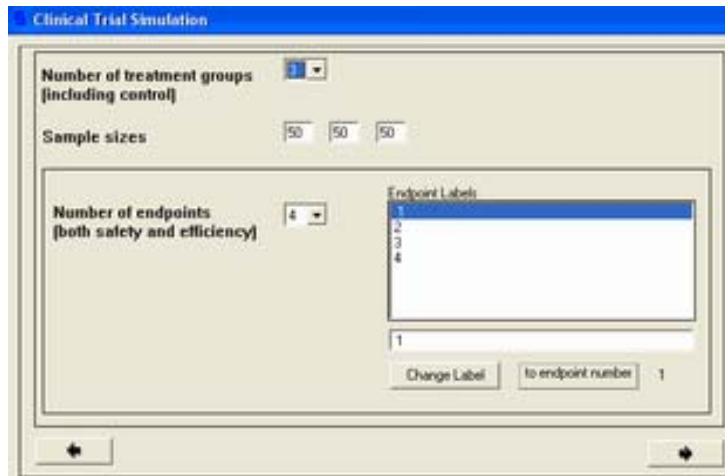 Clinical Trial Simulation
Number of treatment groups
(including control)
3
Sample sizes
50 50 50
Number of endpoints
(both safety and efficiency)
4
Endpoint Labels
1
2
3
4
1
Change Label
to endpoint number
1